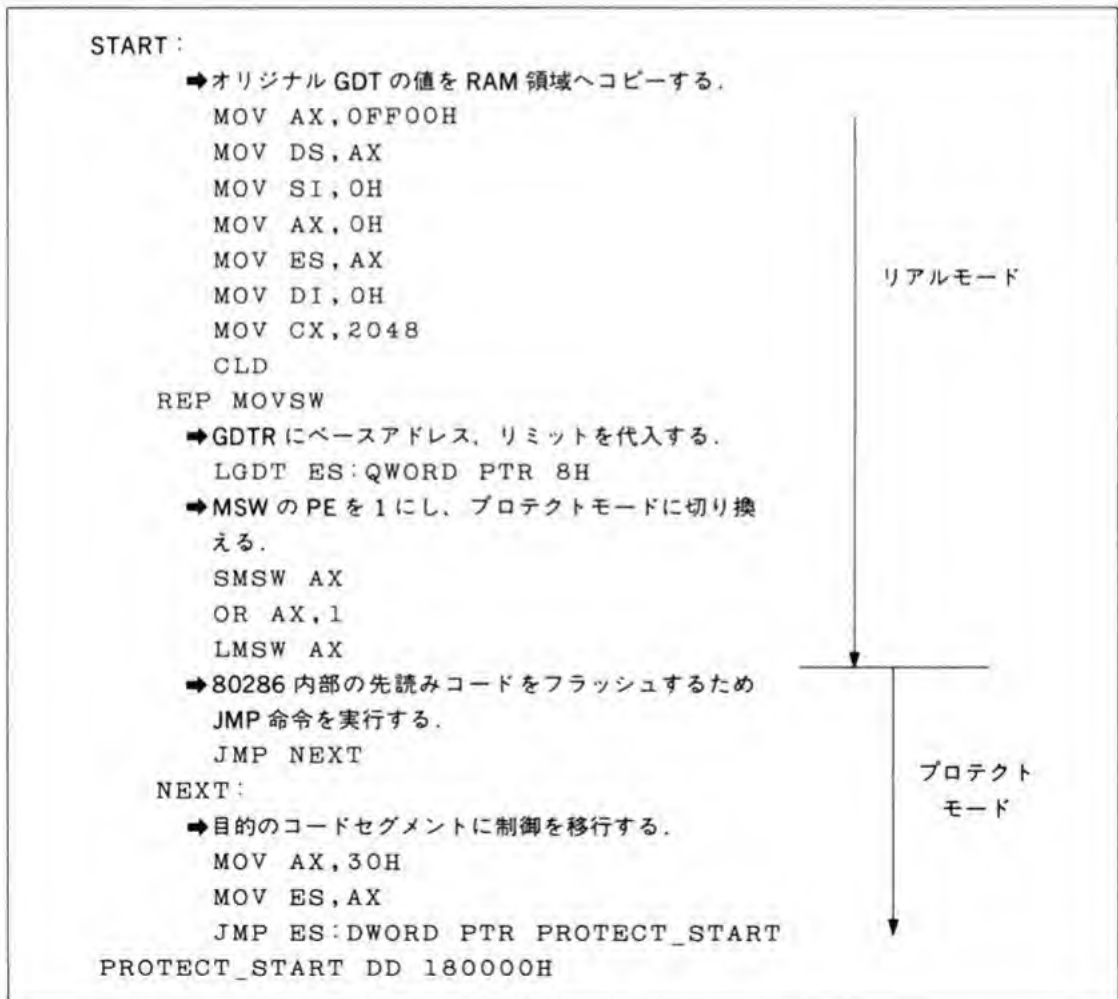 START:
➡オリジナル GDT の値を RAM 領域へコピーする.
MOV AX,0FF00H
MOV DS,AX
MOV SI,0H
MOV AX,0H
MOV ES,AX
MOV DI,0H
MOV CX,2048
CLD
REP MOVSW
➡GDTR にベースアドレス、リミットを代入する.
LGDT ES:QWORD PTR 8H
➡MSW の PE を 1 にし、プロテクトモードに切り換
える.
SMSW AX
OR AX,1
LMSW AX
➡80286 内部の先読みコードをフラッシュするため
JMP 命令を実行する.
JMP NEXT
NEXT:
➡目的のコードセグメントに制御を移行する.
MOV AX,30H
MOV ES,AX
JMP ES:DWORD PTR PROTECT_START
PROTECT_START DD 180000H
リアルモード
プロテクト
モード